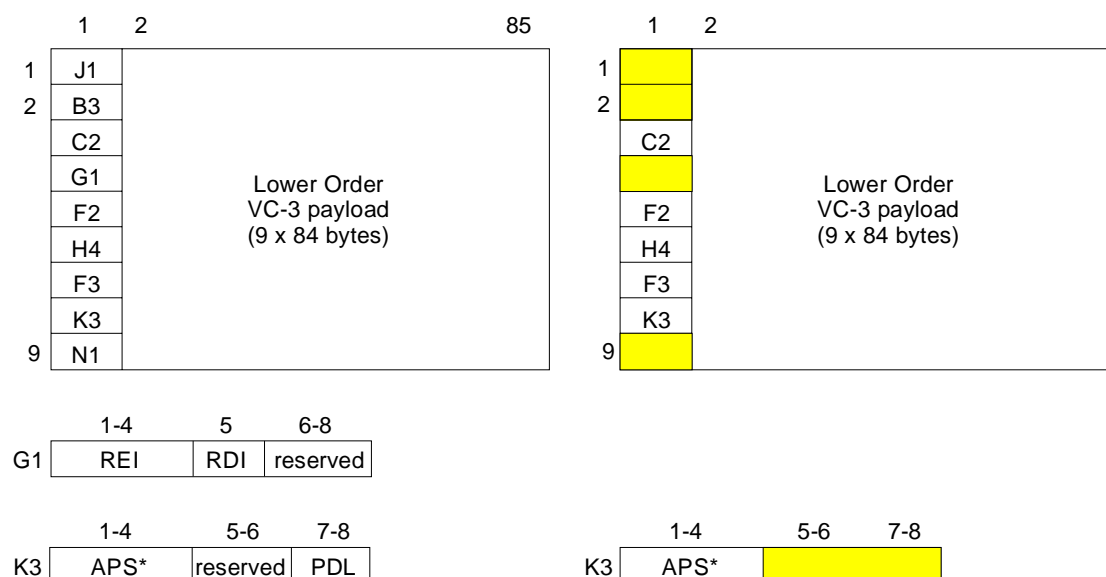 1 2 85
1 J1
2 B3
C2
G1
F2
H4
F3
K3
9 N1
Lower Order
VC-3 payload
(9 x 84 bytes)
1 2
1
2
C2
F2
H4
F3
K3
9
Lower Order
VC-3 payload
(9 x 84 bytes)
1-4 5 6-8
G1 REI RDI reserved
1-4 5-6 7-8
K3 APS* reserved PDL
1-4 5-6 7-8
K3 APS*